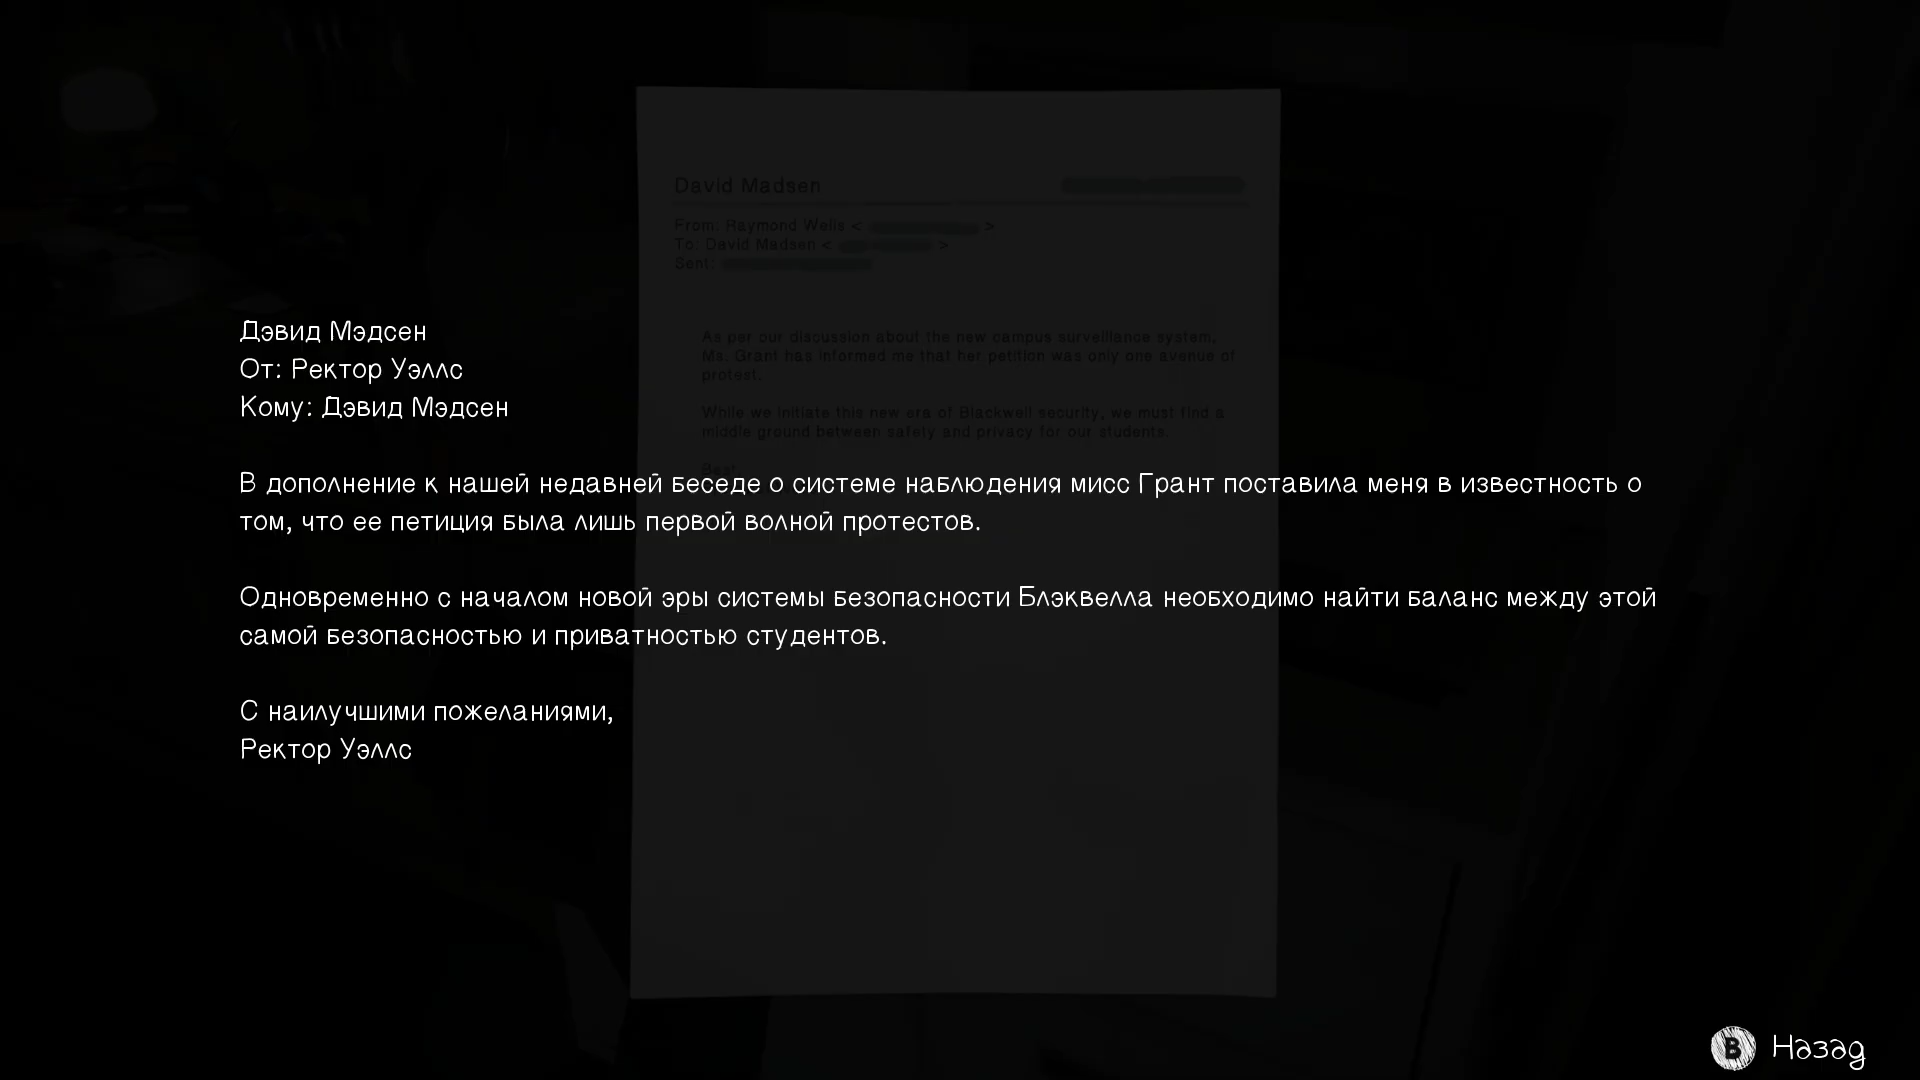 David Madsen
From: Raymond Wells < >
To: David Madsen < >
Sent:
As per our discussion about the new campus surveillance system,
Ms. Grant has informed me that her petition was only one avenue of
protest.
While we initiate this new era of Blackwell security, we must find a
middle ground between safety and privacy for our students.
Best,
Дэвид Мэдсен
От: Ректор Уэллс
Кому: Дэвид Мэдсен
В дополнение к нашей недавней беседе о системе наблюдения мисс Грант поставила меня в известность о
том, что ее петиция была лишь первой волной протестов.
Одновременно с началом новой эры системы безопасности Блэквелла необходимо найти баланс между этой
самой безопасностью и приватностью студентов.
С наилучшими пожеланиями,
Ректор Уэллс
B Назад